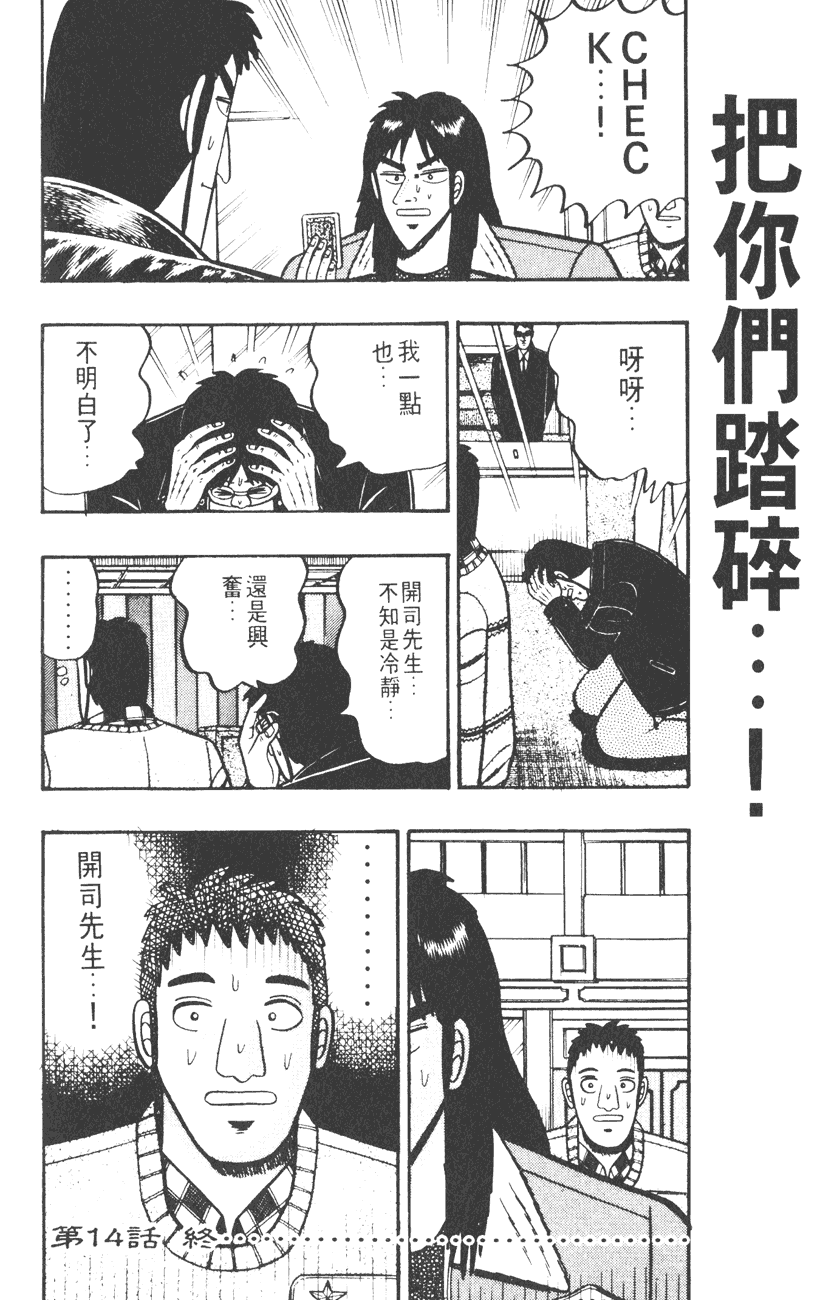 CHEC
K…!
呀呀…
我一點
也…
不明白了…
開司先生…
不知是冷靜…
還是興
奮…
………
…………
開司先生…!
把你們踏碎……!
第14話 終